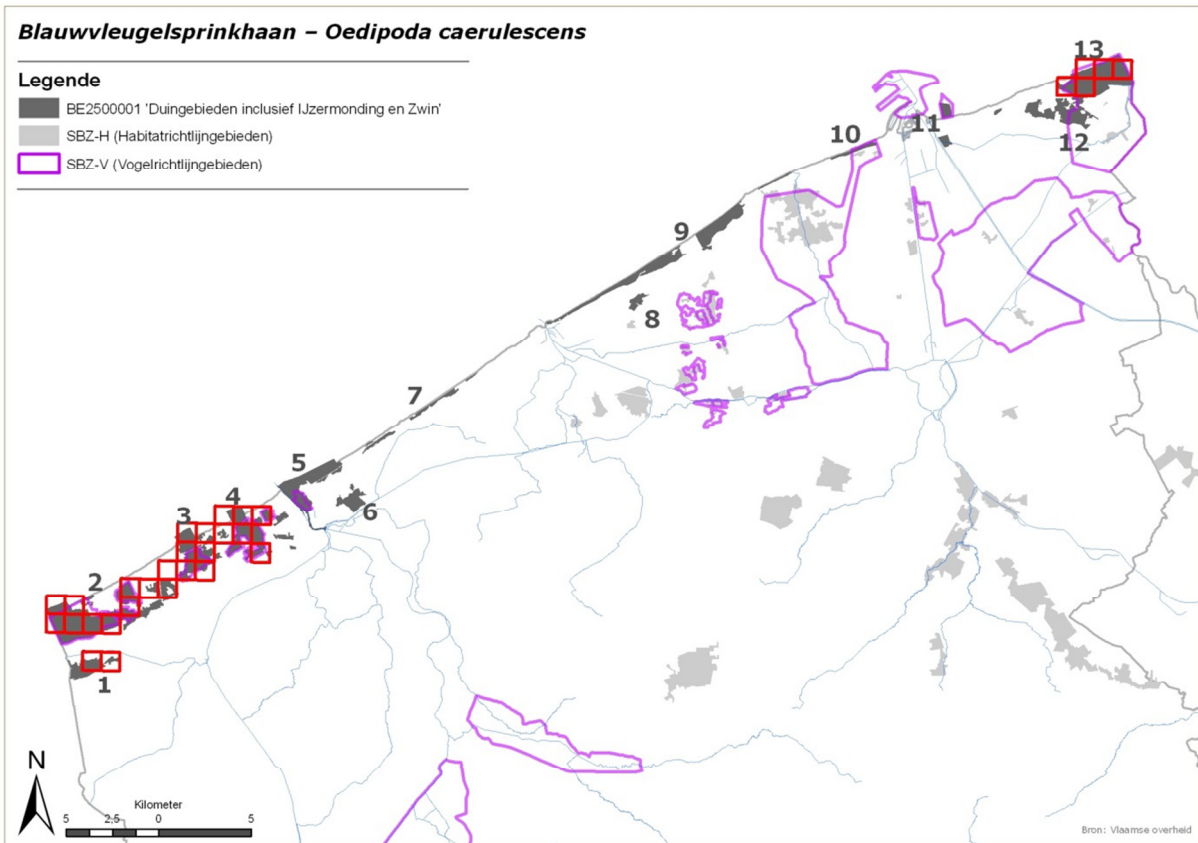 Blauwvleugelsprinkhaan – Oedipoda caerulescens
Legende
BE2500001 'Duingebieden inclusief IJzermonding en Zwin'
SBZ-H (Habitatrichtlijngebieden)
SBZ-V (Vogelrichtlijngebieden)
13
11
10
12
9
8
7
5
6
4
3
2
1
N
Kilometer
5 2,5 0 5
Bron: Vlaamse overheid